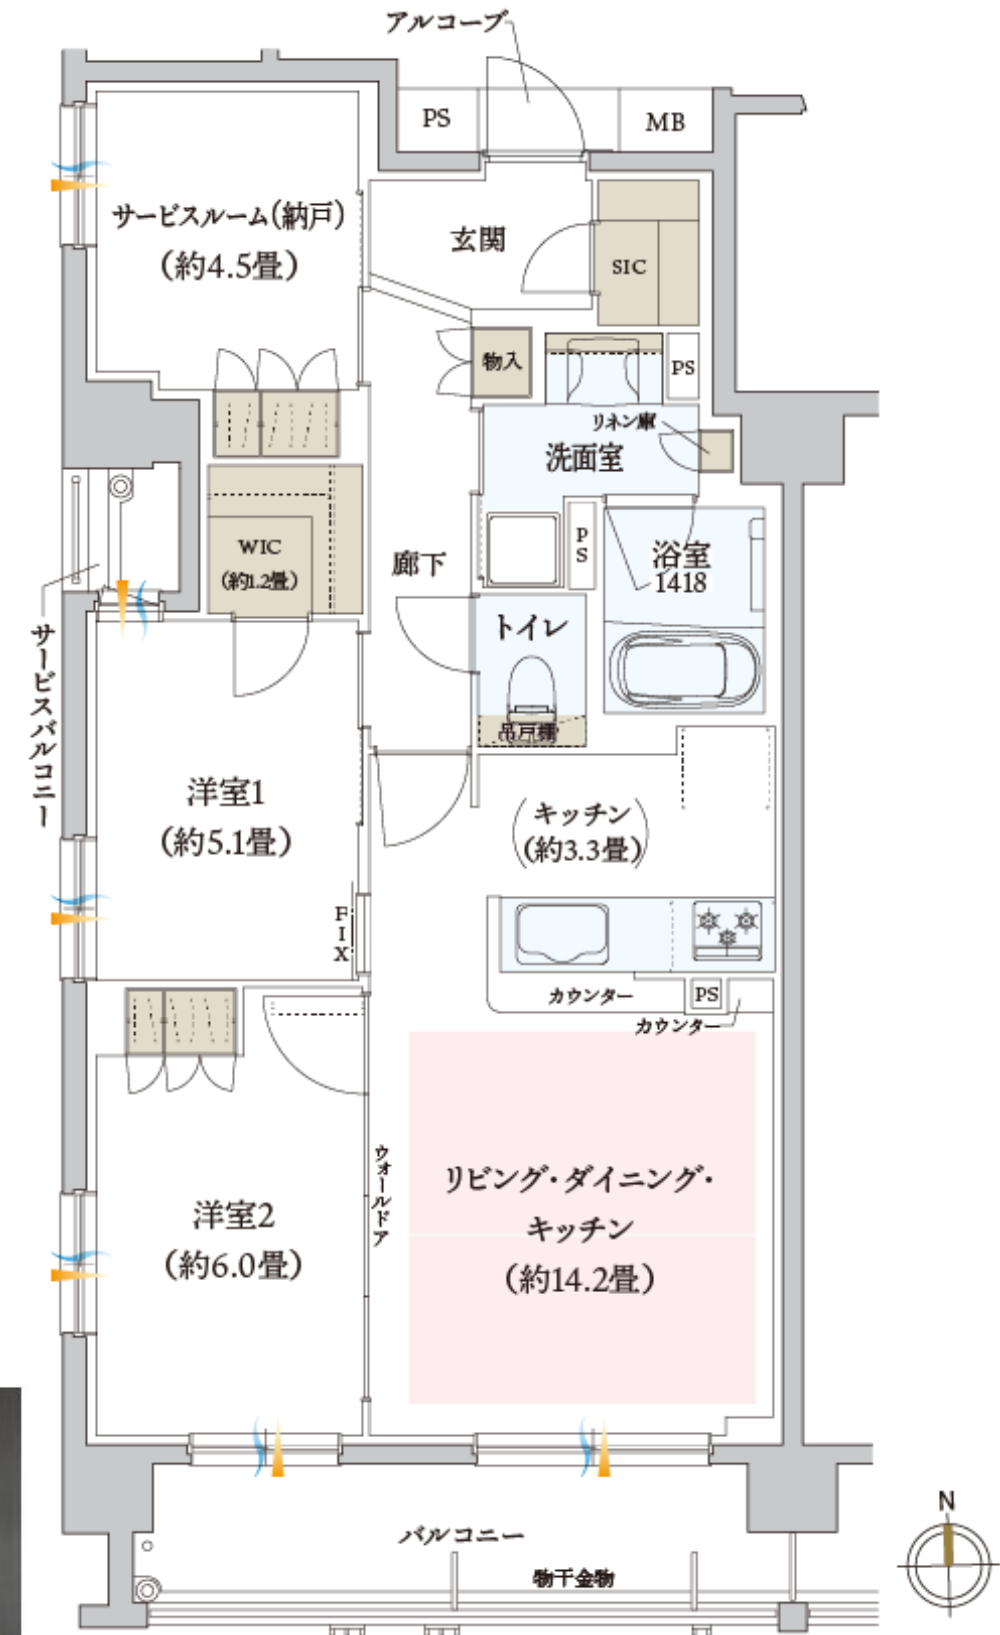 アルコーブ
PS
MB
サービスルーム(納戸)
(約4.5畳)
玄関
SIC
物入
PS
リネン庫
洗面室
WIC
(約1.2畳)
廊下
PS
浴室
1418
トイレ
吊戸棚
サービスバルコニー
洋室1
(約5.1畳)
キッチン
(約3.3畳)
FIX
カウンター
PS
カウンター
ウォールドア
リビング・ダイニング・
キッチン
(約14.2畳)
洋室2
(約6.0畳)
N
バルコニー
物干金物